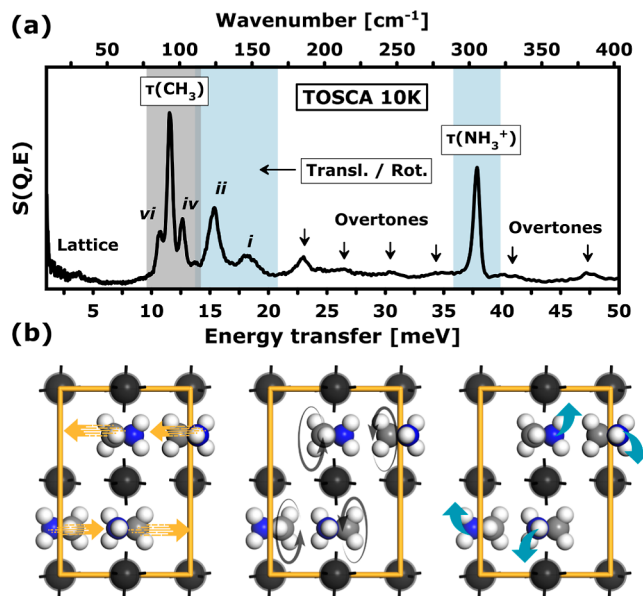 (a)
Wavenumber [cm⁻¹]
50 100 150 200 250 300 350 400
S(Q,E)
τ(CH₃)
TOSCA 10K
τ(NH₃⁺)
Transl. / Rot.
vi iv ii i
Lattice
Overtones
Overtones
5 10 15 20 25 30 35 40 45 50
Energy transfer [meV]
(b)